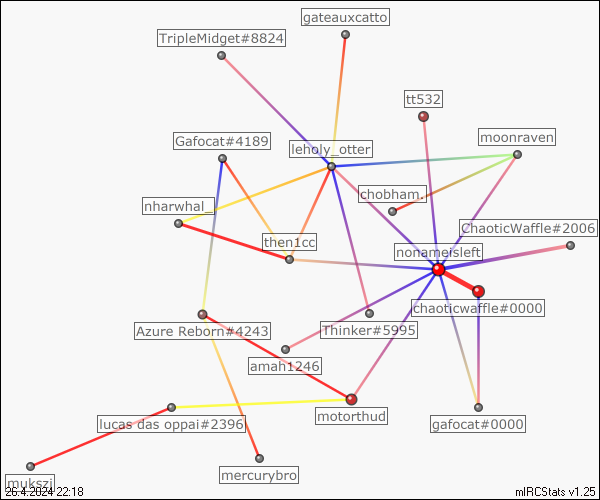 gateauxcatto
TripleMidget#8824
tt532
Gafocat#4189
moonraven
leholy_otter
chobham.
nharwhal_
ChaoticWaffle#2006
then1cc
nonameisleft
chaoticwaffle#0000
Azure Reborn#4243
Thinker#5995
amah1246
motorthud
gafocat#0000
lucas das oppai#2396
mercurybro
mukszi
26.4.2024 22:18
mIRCStats v1.25